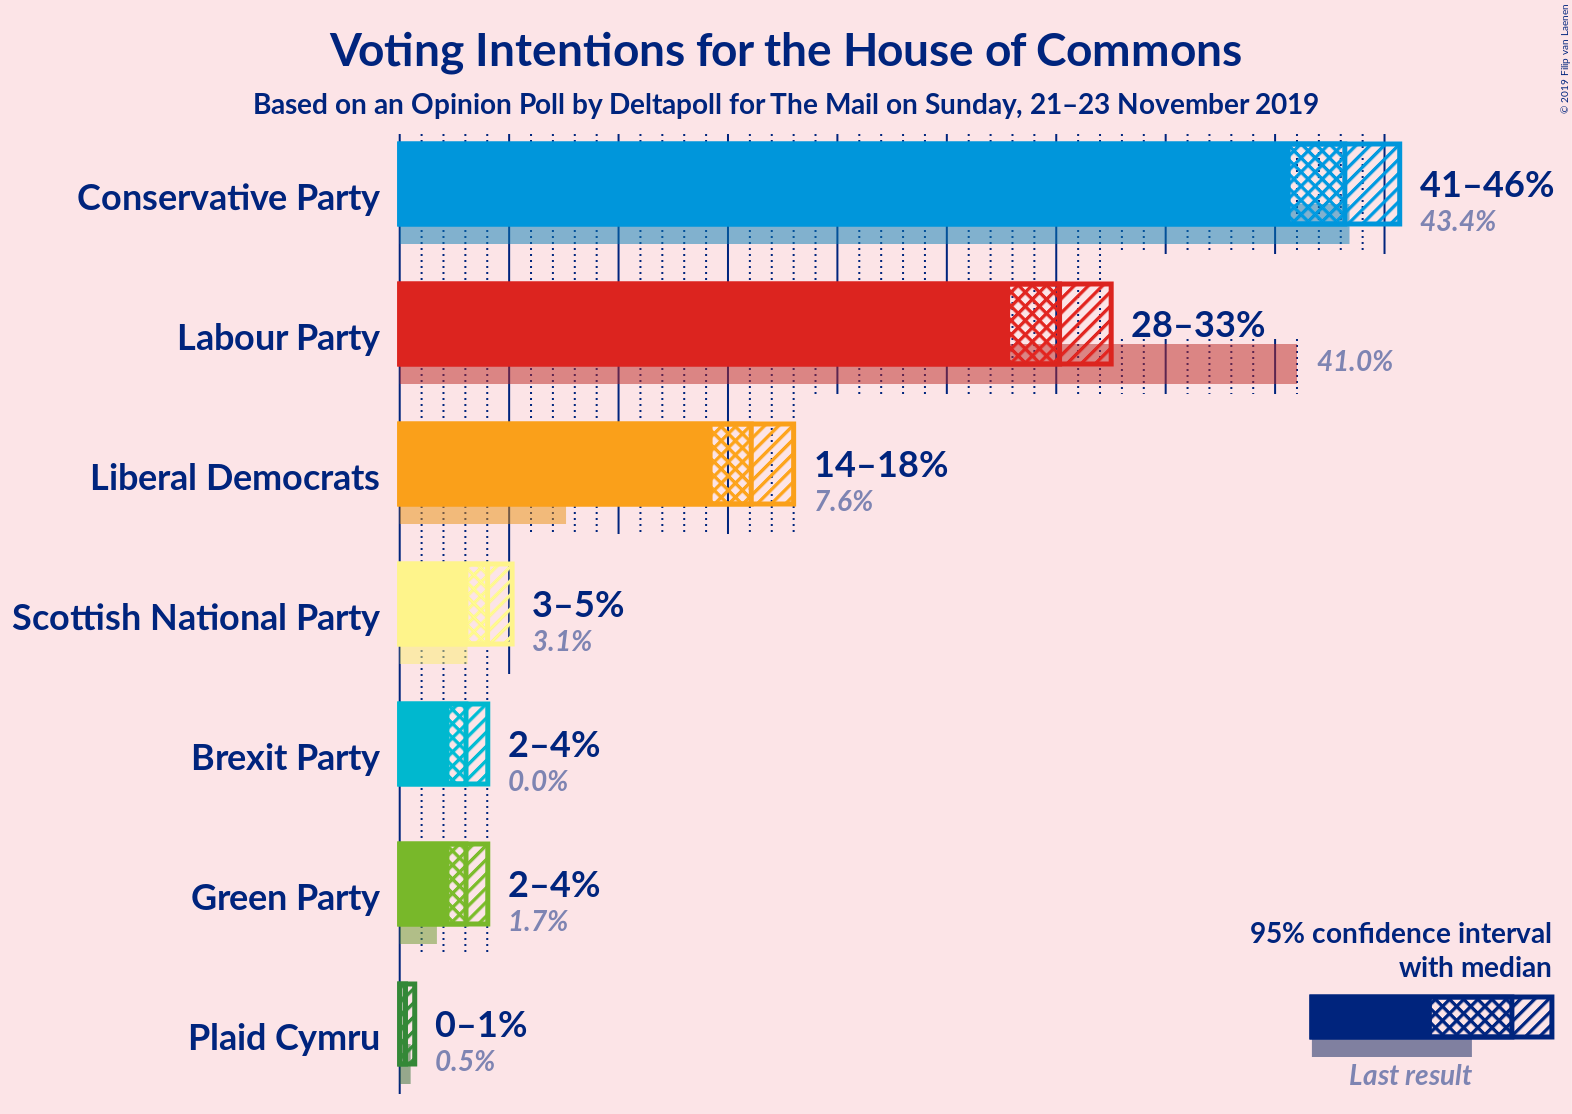 Voting Intentions for the House of Commons
Based on an Opinion Poll by Deltapoll for The Mail on Sunday, 21–23 November 2019
© 2019 Filip van Laenen
Conservative Party
41–46%
43.4%
Labour Party
28–33%
41.0%
Liberal Democrats
14–18%
7.6%
Scottish National Party
3–5%
3.1%
Brexit Party
2–4%
0.0%
Green Party
2–4%
1.7%
Plaid Cymru
0–1%
0.5%
95% confidence interval
with median
Last result